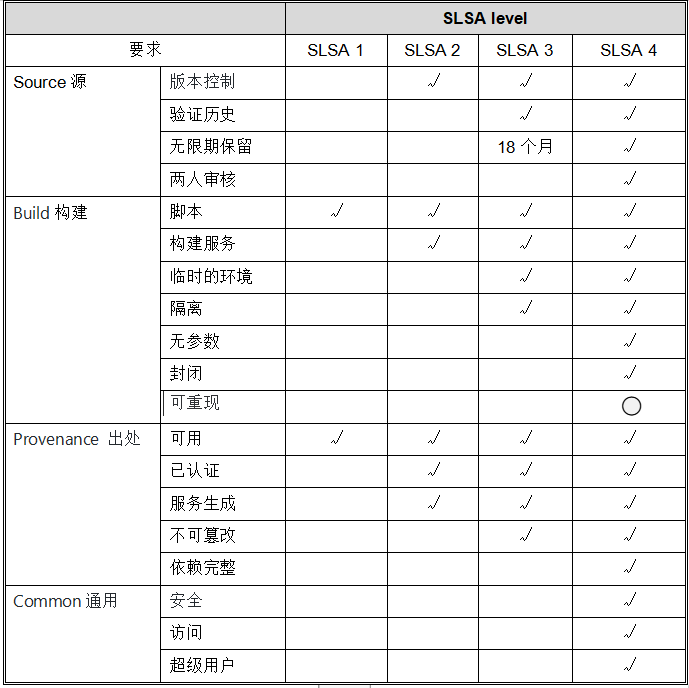 SLSA level
要求 SLSA 1 SLSA 2 SLSA 3 SLSA 4
Source 源 版本控制 √ √ √
验证历史 √ √
无限期保留 18 个月 √
两人审核 √
Build 构建 脚本 √ √ √ √
构建服务 √ √ √
临时的环境 √ √
隔离 √ √
无参数 √
封闭 √
可重现 ○
Provenance 出处 可用 √ √ √ √
已认证 √ √ √
服务生成 √ √ √
不可篡改 √ √
依赖完整 √
Common 通用 安全 √
访问 √
超级用户 √